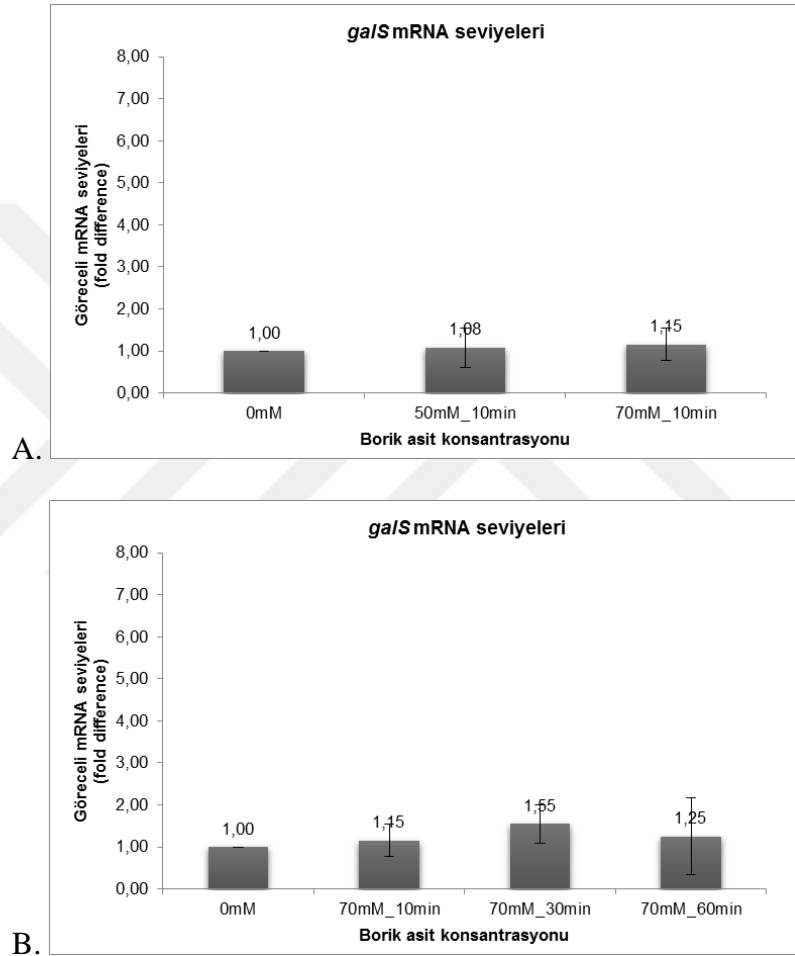 galS mRNA seviyeleri
Göreceli mRNA seviyeleri
(fold difference)
8,00
7,00
6,00
5,00
4,00
3,00
2,00
1,00
0,00
1,00
1,08
1,15
0mM
50mM_10min
70mM_10min
Borik asit konsantrasyonu
A.
galS mRNA seviyeleri
Göreceli mRNA seviyeleri
(fold difference)
8,00
7,00
6,00
5,00
4,00
3,00
2,00
1,00
0,00
1,00
1,15
1,55
1,25
0mM
70mM_10min
70mM_30min
70mM_60min
Borik asit konsantrasyonu
B.